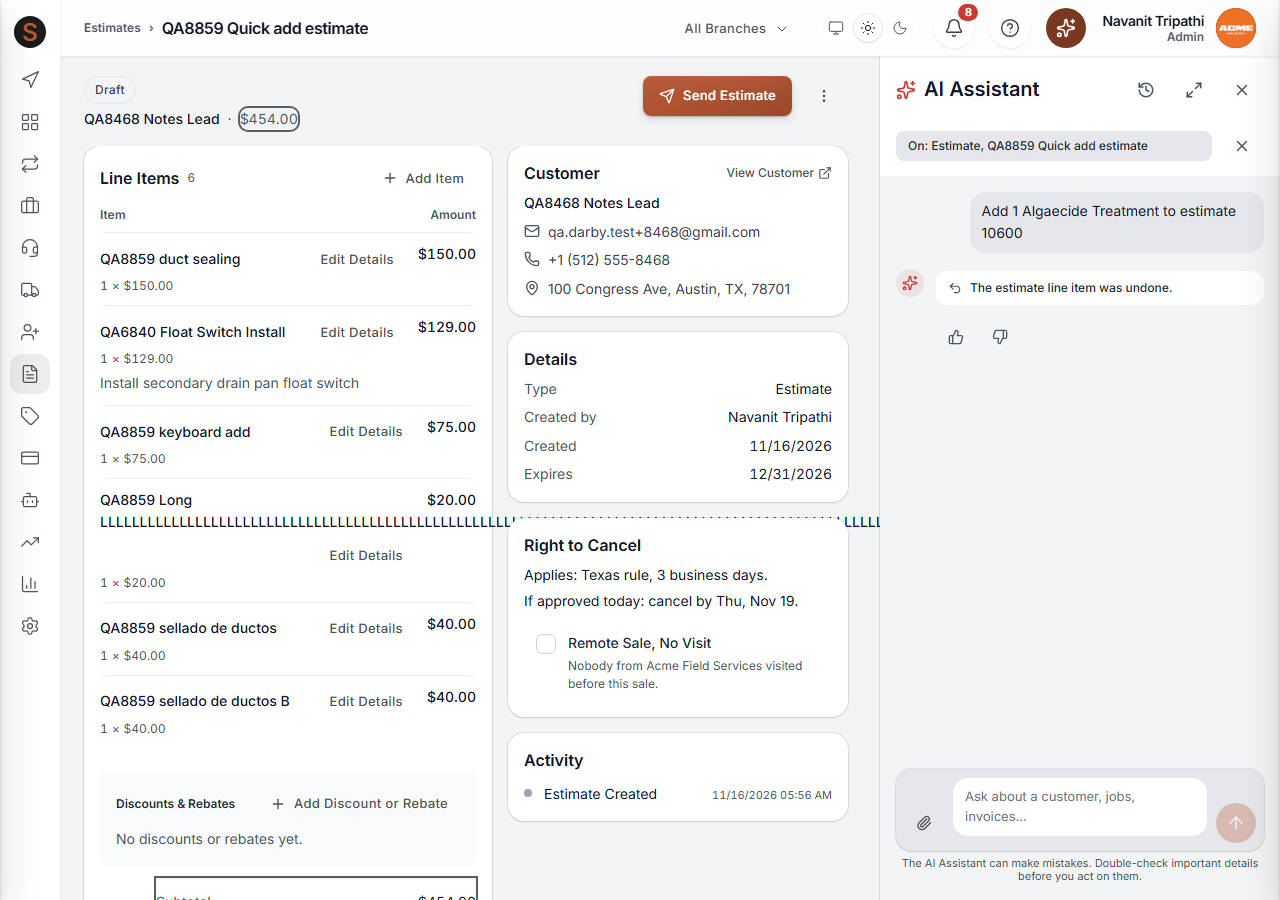 S
Estimates › QA8859 Quick add estimate
All Branches
8
Navanit Tripathi
Admin
ACME
Draft
QA8468 Notes Lead · $454.00
Send Estimate
Line Items 6
Add Item
Item Amount
QA8859 duct sealing Edit Details $150.00
1 × $150.00
QA6840 Float Switch Install Edit Details $129.00
1 × $129.00
Install secondary drain pan float switch
QA8859 keyboard add Edit Details $75.00
1 × $75.00
QA8859 Long $20.00
Edit Details
1 × $20.00
QA8859 sellado de ductos Edit Details $40.00
1 × $40.00
QA8859 sellado de ductos B Edit Details $40.00
1 × $40.00
Discounts & Rebates Add Discount or Rebate
No discounts or rebates yet.
Subtotal $454.00
Customer View Customer
QA8468 Notes Lead
qa.darby.test+8468@gmail.com
+1 (512) 555-8468
100 Congress Ave, Austin, TX, 78701
Details
Type Estimate
Created by Navanit Tripathi
Created 11/16/2026
Expires 12/31/2026
Right to Cancel
Applies: Texas rule, 3 business days.
If approved today: cancel by Thu, Nov 19.
Remote Sale, No Visit
Nobody from Acme Field Services visited
before this sale.
Activity
Estimate Created 11/16/2026 05:56 AM
AI Assistant
On: Estimate, QA8859 Quick add estimate
Add 1 Algaecide Treatment to estimate
10600
The estimate line item was undone.
Ask about a customer, jobs,
invoices...
The AI Assistant can make mistakes. Double-check important details
before you act on them.